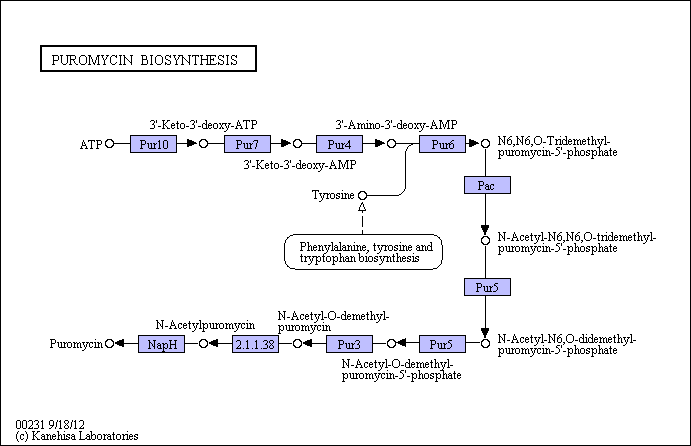 PUROMYCIN BIOSYNTHESIS
3'-Keto-3'-deoxy-ATP
3'-Amino-3'-deoxy-AMP
ATP
Pur10
Pur7
Pur4
Pur6
N6,N6,O-Tridemethyl-
puromycin-5'-phosphate
3'-Keto-3'-deoxy-AMP
Pac
Tyrosine
Phenylalanine, tyrosine and
tryptophan biosynthesis
N-Acetyl-N6,N6,O-tridemethyl-
puromycin-5'-phosphate
Pur5
N-Acetyl-O-demethyl-
puromycin
N-Acetylpuromycin
Puromycin
NapH
2.1.1.38
Pur3
Pur5
N-Acetyl-N6,O-didemethyl-
puromycin-5'-phosphate
N-Acetyl-O-demethyl-
puromycin-5'-phosphate
00231 9/18/12
(c) Kanehisa Laboratories